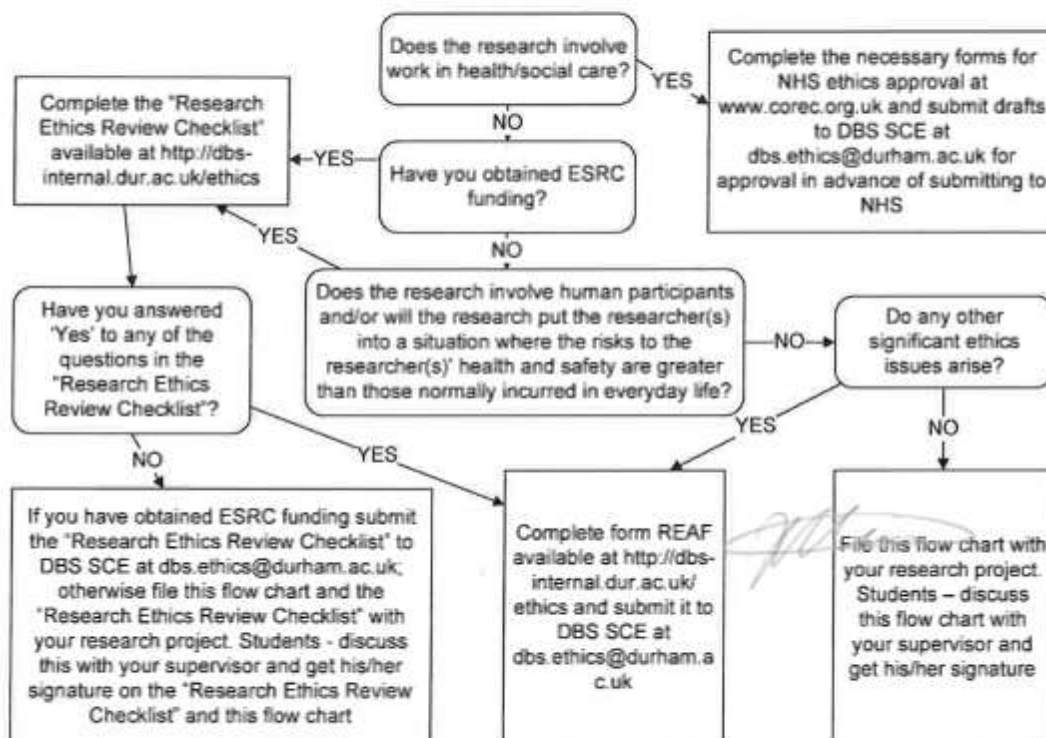 Does the research involve
work in health/social care?
YES
Complete the necessary forms for
NHS ethics approval at
www.corec.org.uk and submit drafts
to DBS SCE at
dbs.ethics@durham.ac.uk for
approval in advance of submitting to
NHS
NO
Complete the "Research
Ethics Review Checklist"
available at http://dbs-
internal.dur.ac.uk/ethics
YES
Have you obtained ESRC
funding?
YES
NO
Have you answered
'Yes' to any of the
questions in the
"Research Ethics
Review Checklist"?
Does the research involve human participants
and/or will the research put the researcher(s)
into a situation where the risks to the
researcher(s)' health and safety are greater
than those normally incurred in everyday life?
NO
Do any other
significant ethics
issues arise?
NO
YES
YES
NO
If you have obtained ESRC funding submit
the "Research Ethics Review Checklist" to
DBS SCE at dbs.ethics@durham.ac.uk;
otherwise file this flow chart and the
"Research Ethics Review Checklist" with
your research project. Students - discuss
this with your supervisor and get his/her
signature on the "Research Ethics Review
Checklist" and this flow chart
Complete form REAF
available at http://dbs-
internal.dur.ac.uk/
ethics and submit it to
DBS SCE at
dbs.ethics@durham.a
c.uk
File this flow chart with
your research project.
Students – discuss
this flow chart with
your supervisor and
get his/her signature